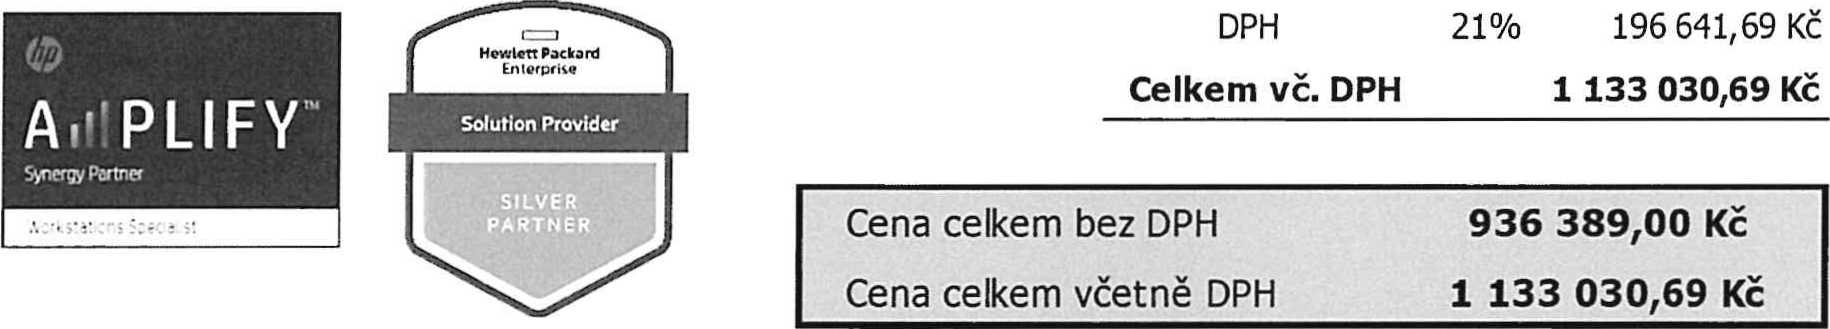 hp
AMPLIFY™
Synergy Partner
Workstations Specialist
Hewlett Packard
Enterprise
Solution Provider
SILVER
PARTNER
DPH 21% 196 641,69 Kč
Celkem vč. DPH 1 133 030,69 Kč
Cena celkem bez DPH 936 389,00 Kč
Cena celkem včetně DPH 1 133 030,69 Kč